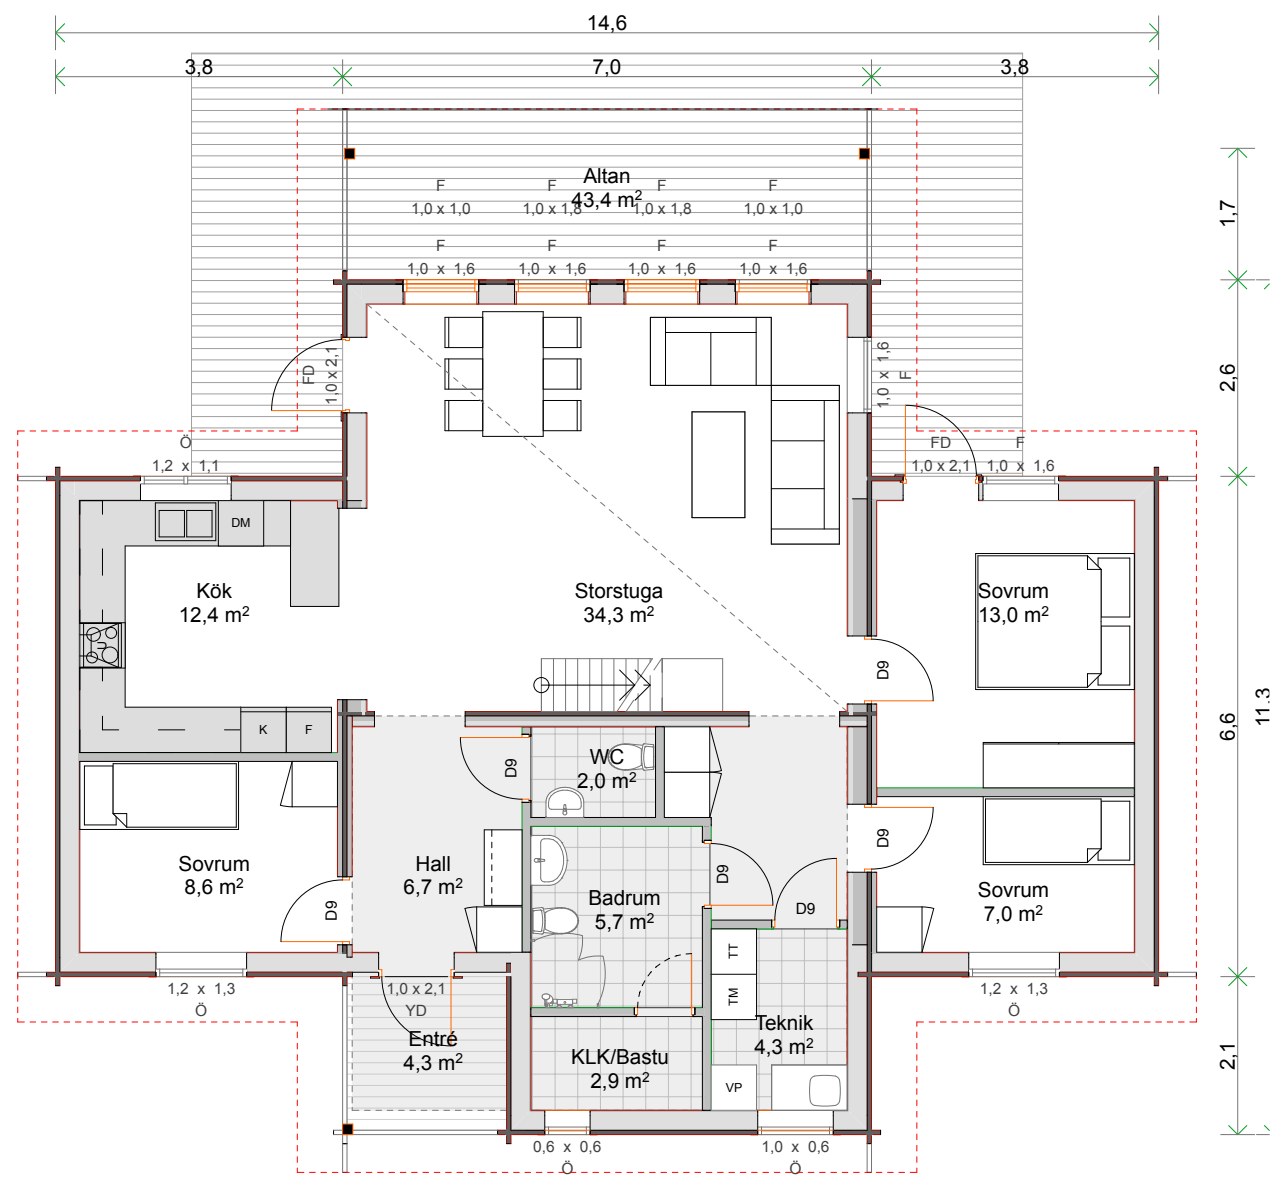 14,6
3,8
7,0
3,8
Altan
43,4 m²
F
F
F
F
1,0 x 1,0
1,0 x 1,8
1,0 x 1,8
1,0 x 1,0
F
F
F
F
1,0 x 1,6
1,0 x 1,6
1,0 x 1,6
1,0 x 1,6
1,7
2,6
FD
1,0 x 2,1
1,0 x 1,6
F
Ö
1,2 x 1,1
FD
1,0 x 2,1
F
1,0 x 1,6
DM
Kök
12,4 m²
Storstuga
34,3 m²
Sovrum
13,0 m²
D9
6,6
11.3
K
F
D9
WC
2,0 m²
Sovrum
8,6 m²
Hall
6,7 m²
D9
Badrum
5,7 m²
D9
D9
D9
Sovrum
7,0 m²
TT
TM
1,2 x 1,3
Ö
1,0 x 2,1
YD
Entré
4,3 m²
KLK/Bastu
2,9 m²
Teknik
4,3 m²
VP
1,2 x 1,3
Ö
2,1
0,6 x 0,6
Ö
1,0 x 0,6
Ö